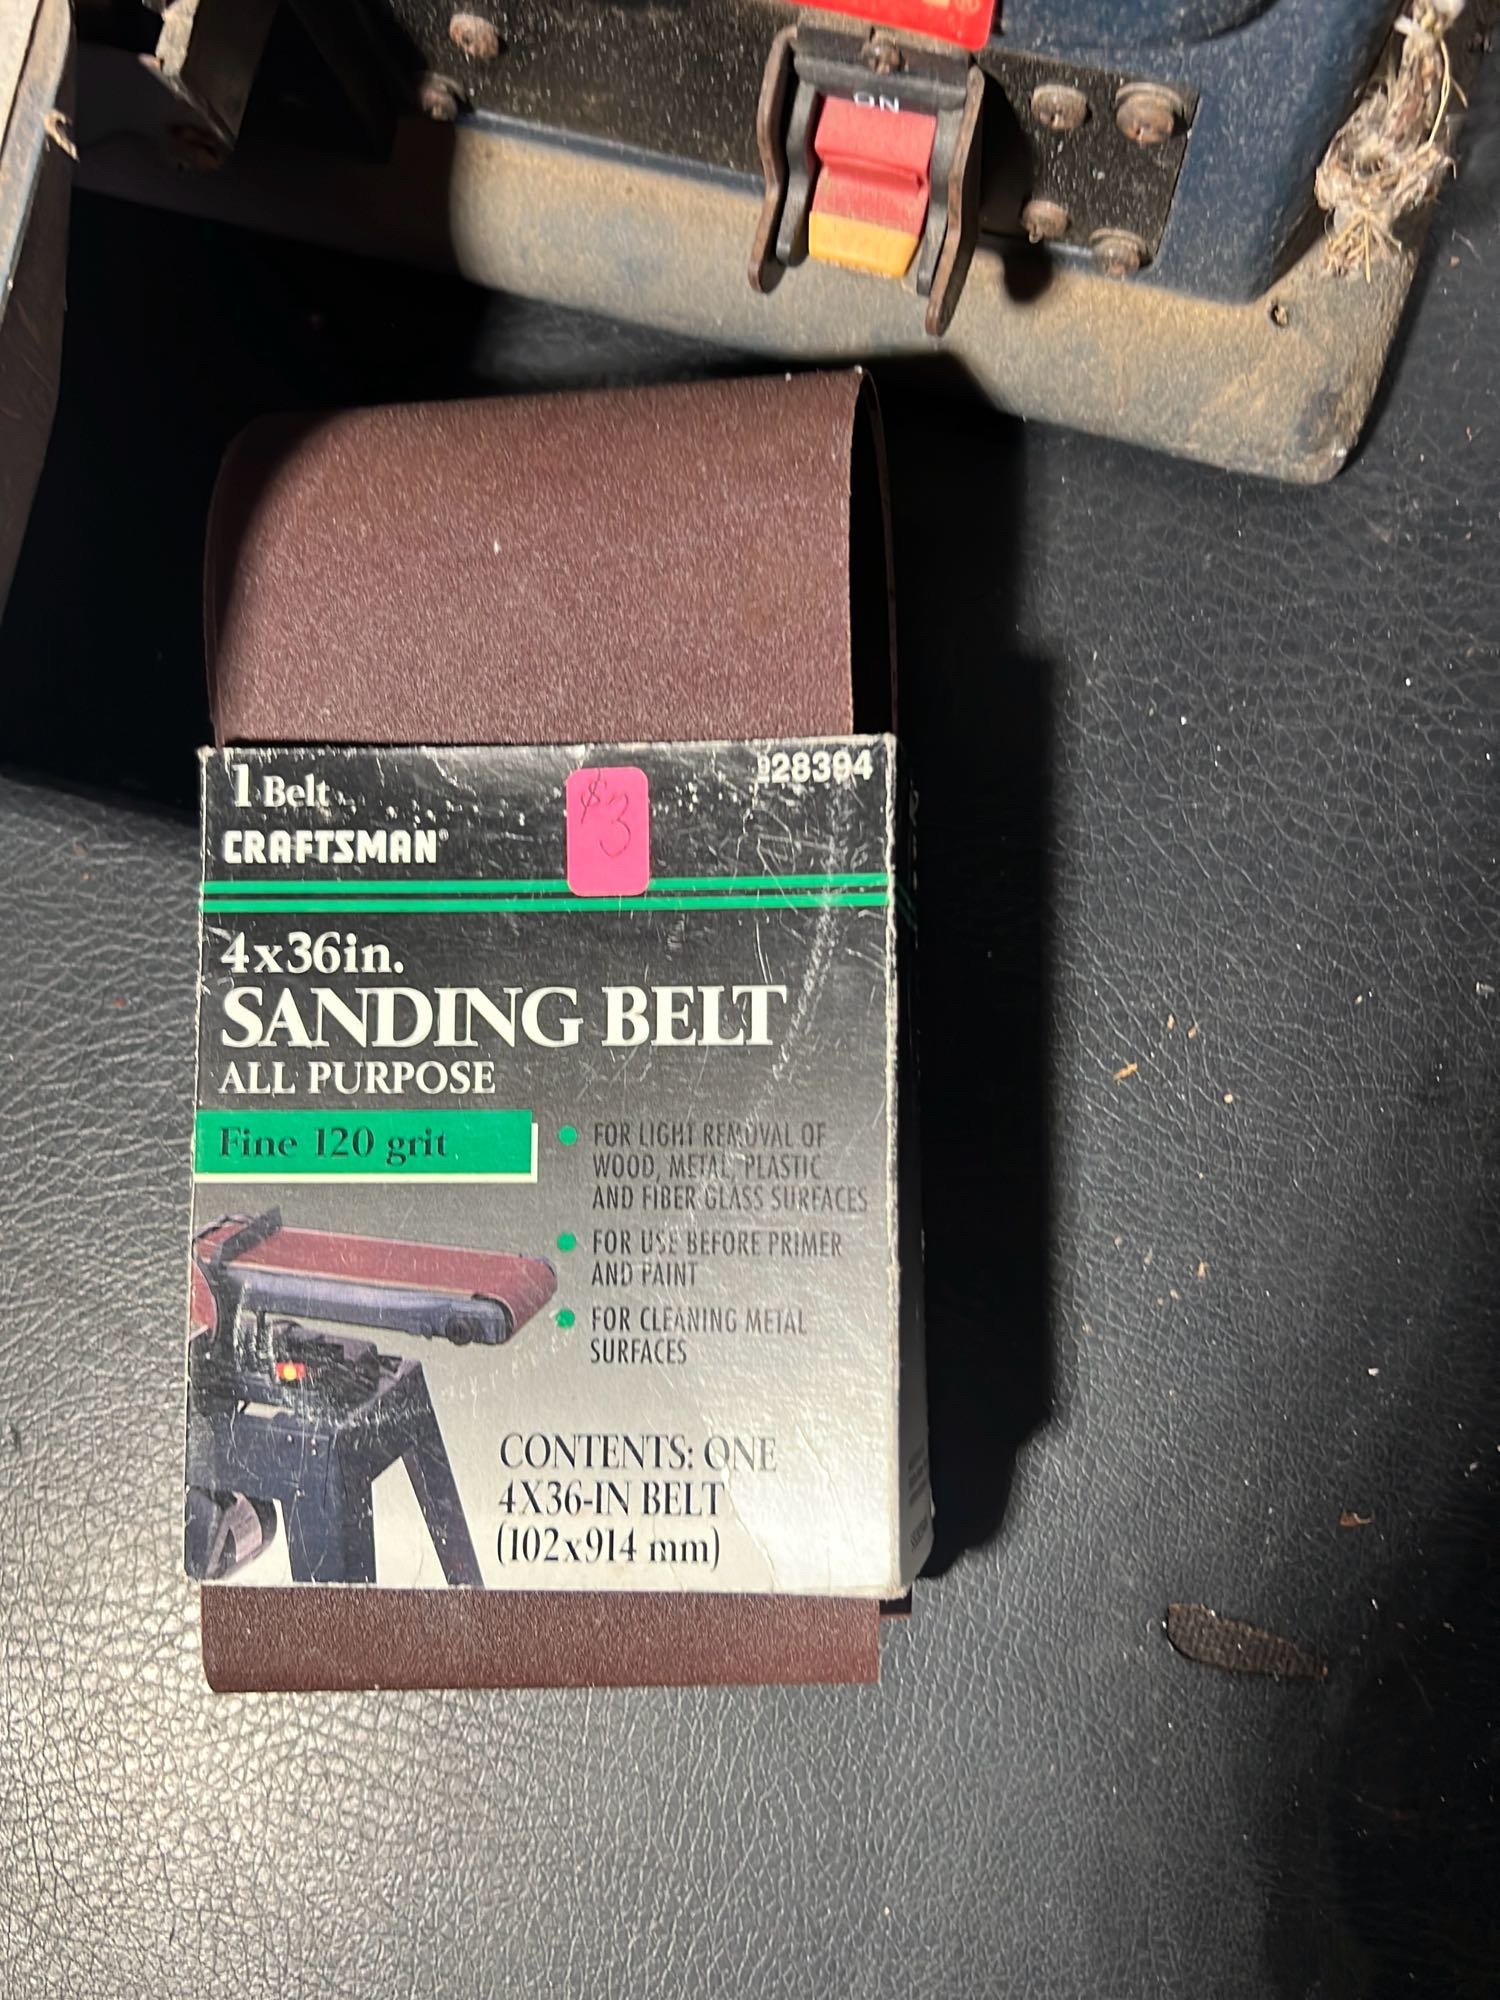 ON
1 Belt
928394
$3
CRAFTSMAN®
4x36in.
SANDING BELT
ALL PURPOSE
Fine 120 grit
FOR LIGHT REMOVAL OF
WOOD, METAL, PLASTIC
AND FIBER GLASS SURFACES
FOR USE BEFORE PRIMER
AND PAINT
FOR CLEANING METAL
SURFACES
CONTENTS: ONE
4X36-IN BELT
(102x914 mm)